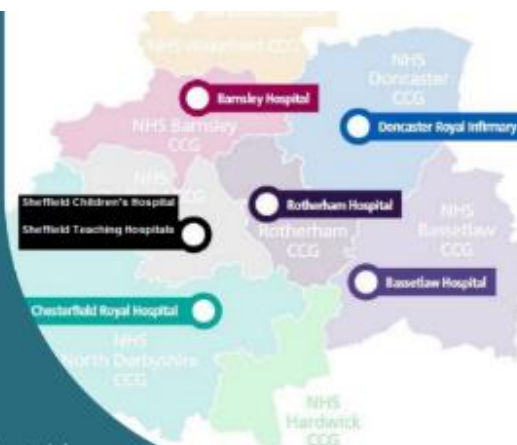 NHS Wakefield CCG
Barnsley Hospital
NHS
Doncaster
CCG
NHS Barnsley
CCG
Doncaster Royal Infirmary
NHS
CCG
Sheffield Children's Hospital
Sheffield Teaching Hospitals
Rotherham Hospital
Rotherham
CCG
NHS
Bassetlaw
CCG
Bassetlaw Hospital
Chesterfield Royal Hospital
NHS
North Derbyshire
CCG
NHS
Hardwick
CCG